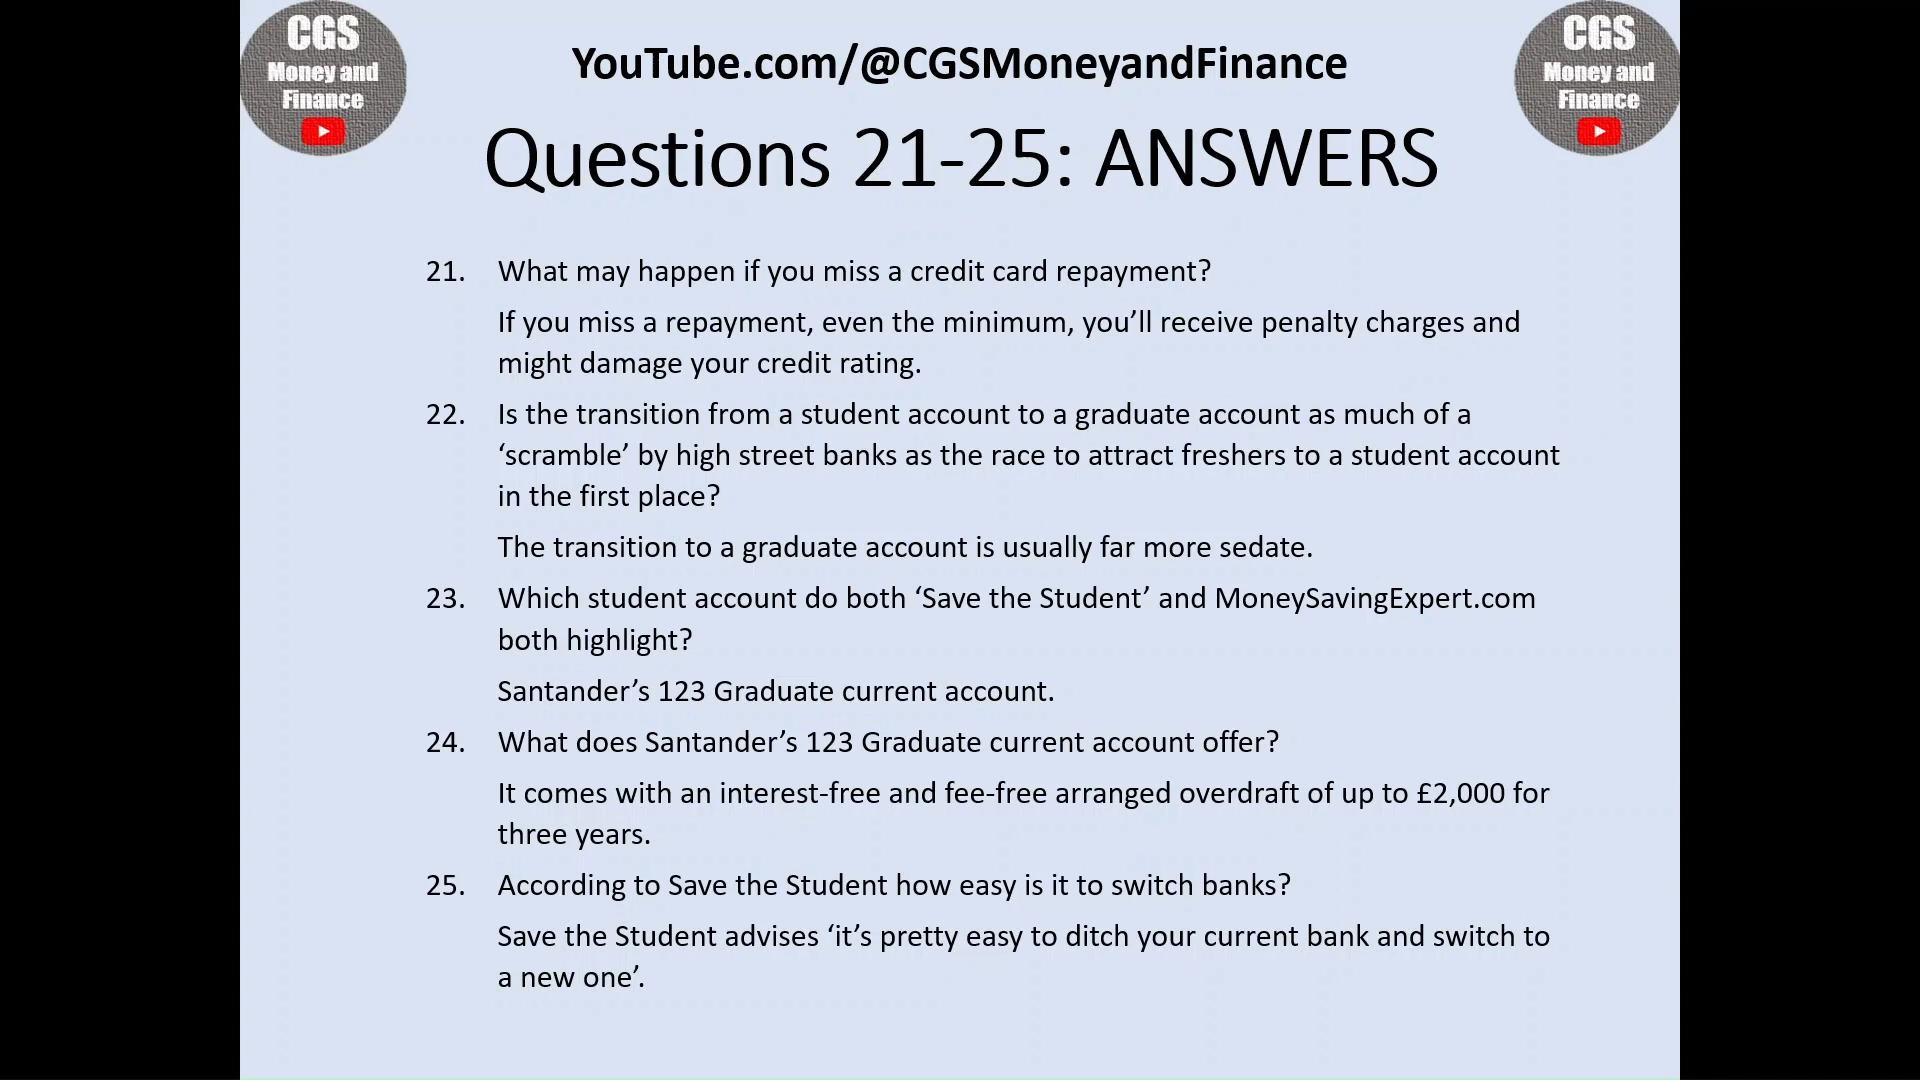 CGS
Money and
Finance
YouTube.com/@CGSMoneyandFinance
CGS
Money and
Finance
Questions 21-25: ANSWERS
21. What may happen if you miss a credit card repayment?
If you miss a repayment, even the minimum, you’ll receive penalty charges and
might damage your credit rating.
22. Is the transition from a student account to a graduate account as much of a
‘scramble’ by high street banks as the race to attract freshers to a student account
in the first place?
The transition to a graduate account is usually far more sedate.
23. Which student account do both ‘Save the Student’ and MoneySavingExpert.com
both highlight?
Santander’s 123 Graduate current account.
24. What does Santander’s 123 Graduate current account offer?
It comes with an interest-free and fee-free arranged overdraft of up to £2,000 for
three years.
25. According to Save the Student how easy is it to switch banks?
Save the Student advises ‘it’s pretty easy to ditch your current bank and switch to
a new one’.